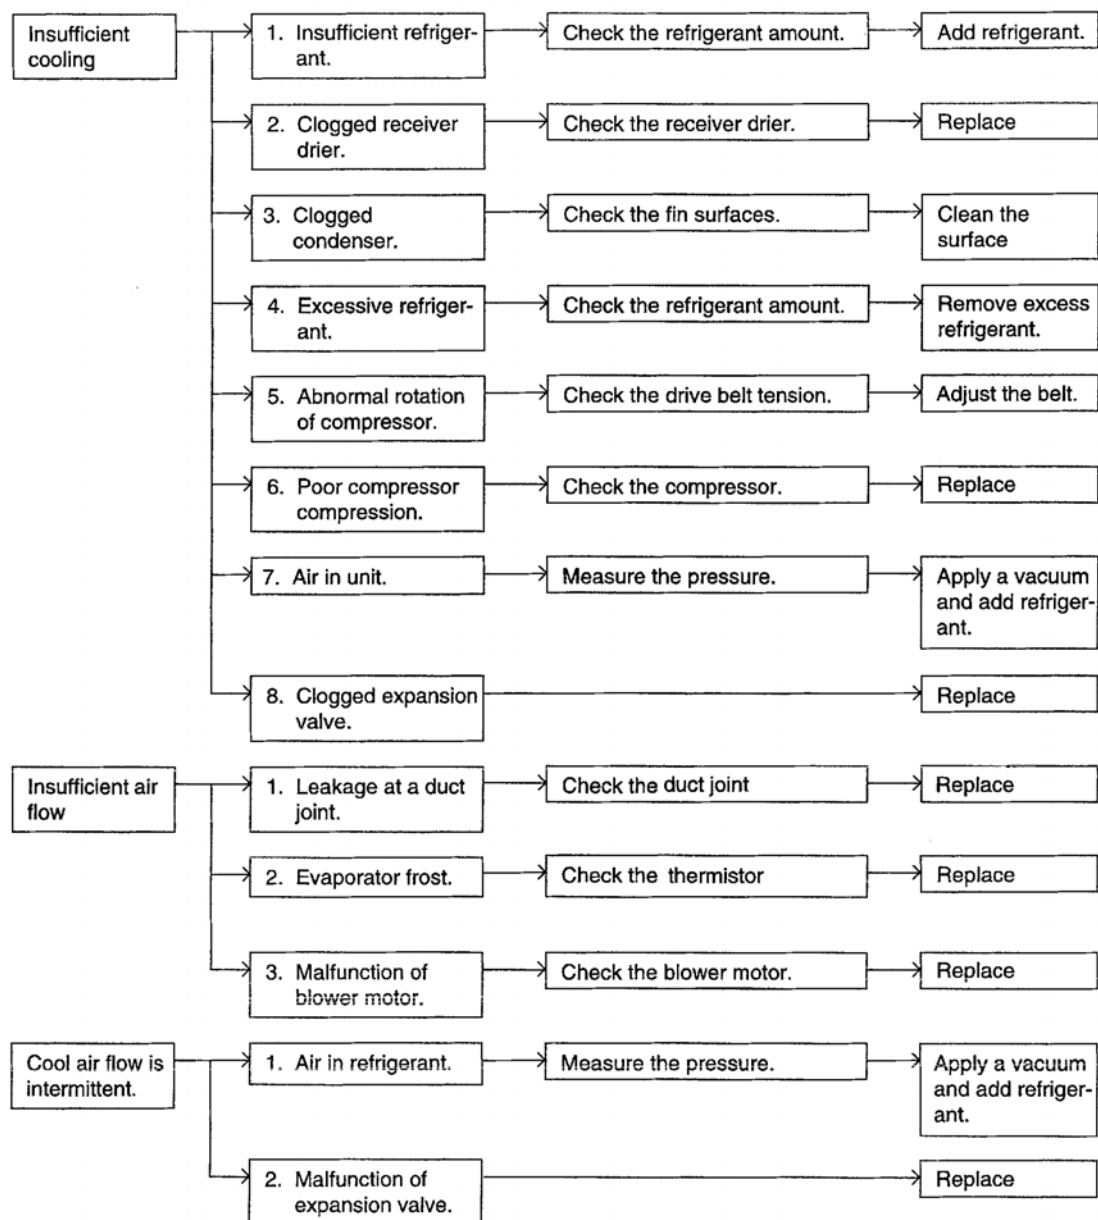 Insufficient
cooling
1. Insufficient refriger-
ant.
Check the refrigerant amount.
Add refrigerant.
2. Clogged receiver
drier.
Check the receiver drier.
Replace
3. Clogged
condenser.
Check the fin surfaces.
Clean the
surface
4. Excessive refriger-
ant.
Check the refrigerant amount.
Remove excess
refrigerant.
5. Abnormal rotation
of compressor.
Check the drive belt tension.
Adjust the belt.
6. Poor compressor
compression.
Check the compressor.
Replace
7. Air in unit.
Measure the pressure.
Apply a vacuum
and add refriger-
ant.
8. Clogged expansion
valve.
Replace
Insufficient air
flow
1. Leakage at a duct
joint.
Check the duct joint
Replace
2. Evaporator frost.
Check the thermistor
Replace
3. Malfunction of
blower motor.
Check the blower motor.
Replace
Cool air flow is
intermittent.
1. Air in refrigerant.
Measure the pressure.
Apply a vacuum
and add refriger-
ant.
2. Malfunction of
expansion valve.
Replace